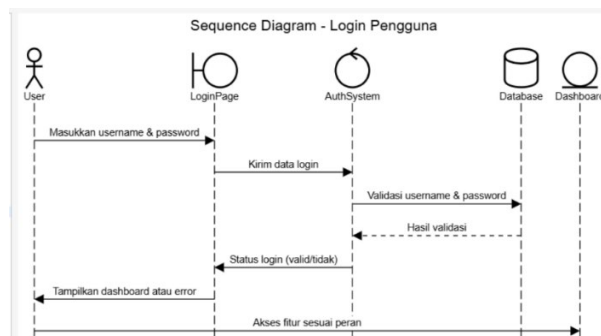 Sequence Diagram - Login Pengguna
User
LoginPage
AuthSystem
Database
Dashboard
Masukkan username & password
Kirim data login
Validasi username & password
Hasil validasi
Status login (valid/tidak)
Tampilkan dashboard atau error
Akses fitur sesuai peran